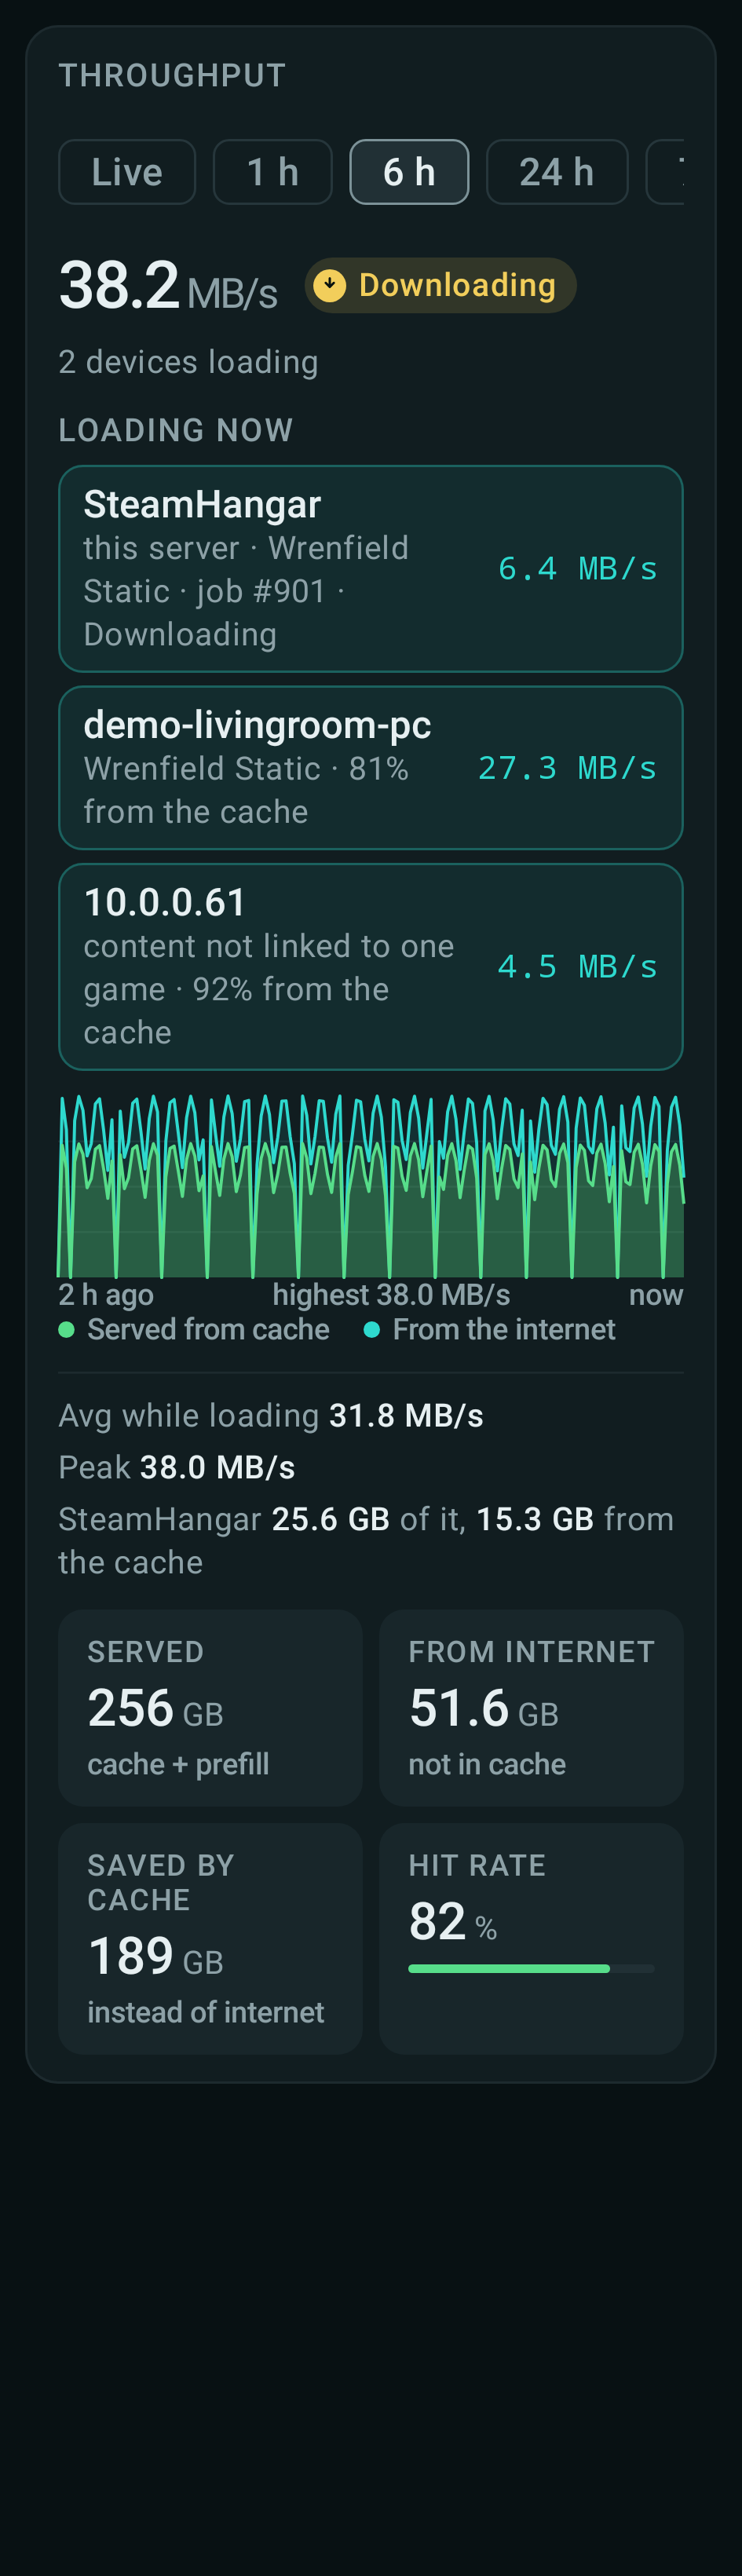 THROUGHPUT
Live
1 h
6 h
24 h
38.2 MB/s
Downloading
2 devices loading
LOADING NOW
SteamHangar
this server · Wrenfield
Static · job #901 ·
Downloading
6.4 MB/s
demo-livingroom-pc
Wrenfield Static · 81%
from the cache
27.3 MB/s
10.0.0.61
content not linked to one
game · 92% from the
cache
4.5 MB/s
2 h ago
highest 38.0 MB/s
now
Served from cache
From the internet
Avg while loading 31.8 MB/s
Peak 38.0 MB/s
SteamHangar 25.6 GB of it, 15.3 GB from
the cache
SERVED
256 GB
cache + prefill
FROM INTERNET
51.6 GB
not in cache
SAVED BY
CACHE
189 GB
instead of internet
HIT RATE
82 %